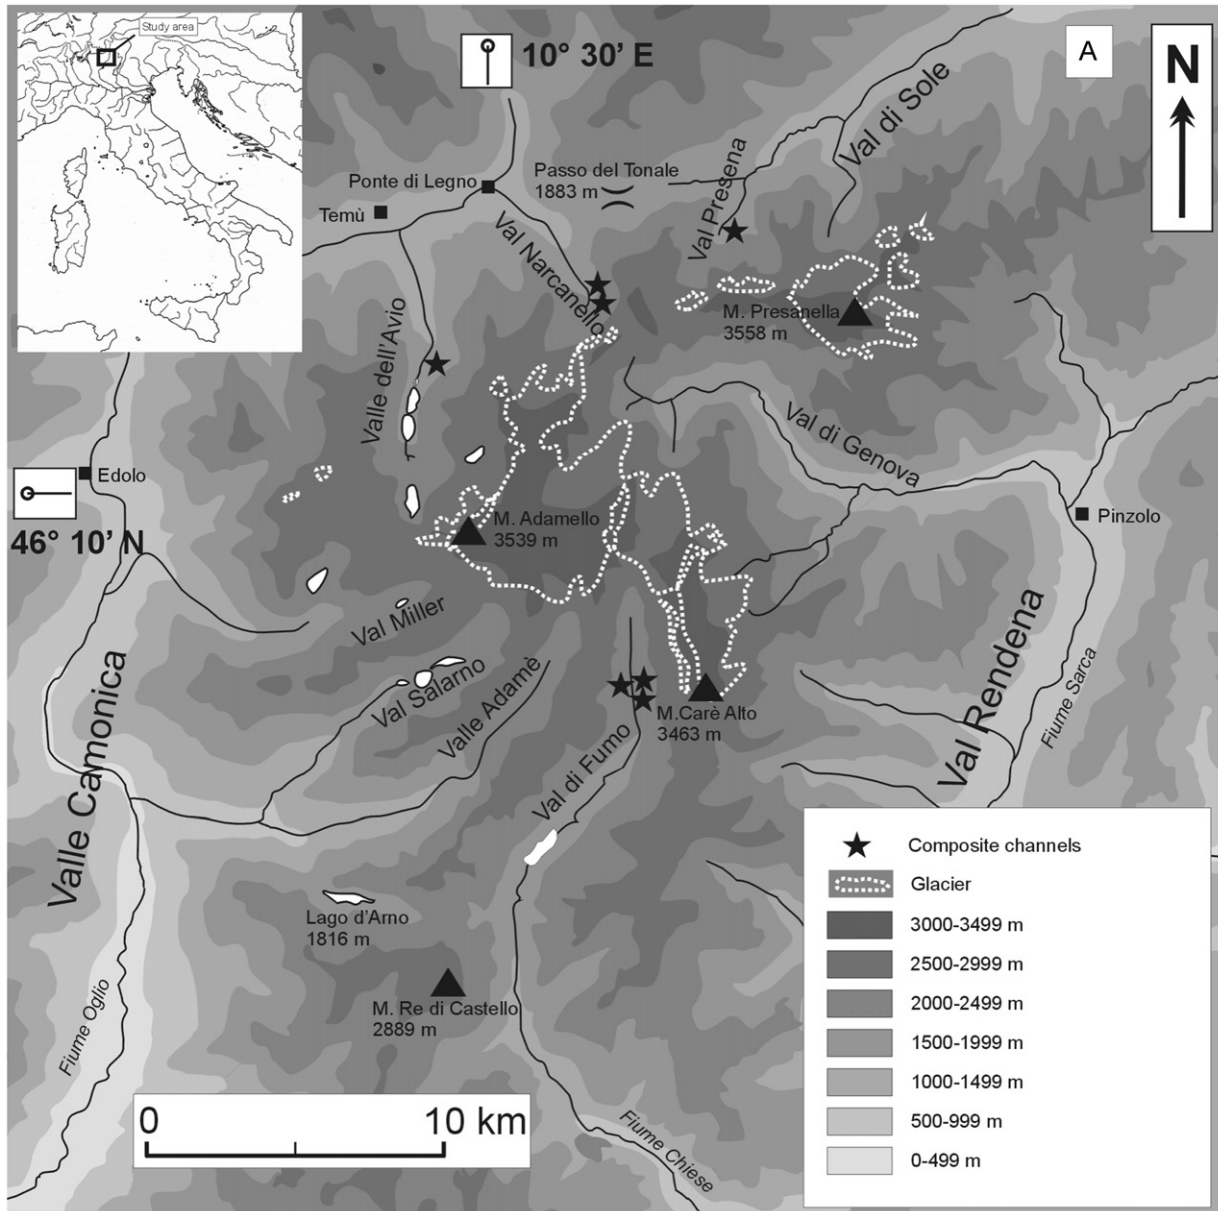 Study area
10° 30’ E
A
N
Val di Sole
Passo del Tonale
1883 m
Val Presena
Ponte di Legno
Temù
Val Narcanello
M. Presanella
3558 m
Valle dell’Avio
Val di Genova
Edolo
46° 10’ N
M. Adamello
3539 m
Pinzolo
Val Miller
Val Salarno
Valle Adamè
Val Rendena
Fiume Sarca
M.Carè Alto
3463 m
Val di Fumo
Valle Camonica
Lago d’Arno
1816 m
M. Re di Castello
2889 m
Fiume Oglio
Fiume Chiese
0 10 km
Composite channels
Glacier
3000-3499 m
2500-2999 m
2000-2499 m
1500-1999 m
1000-1499 m
500-999 m
0-499 m